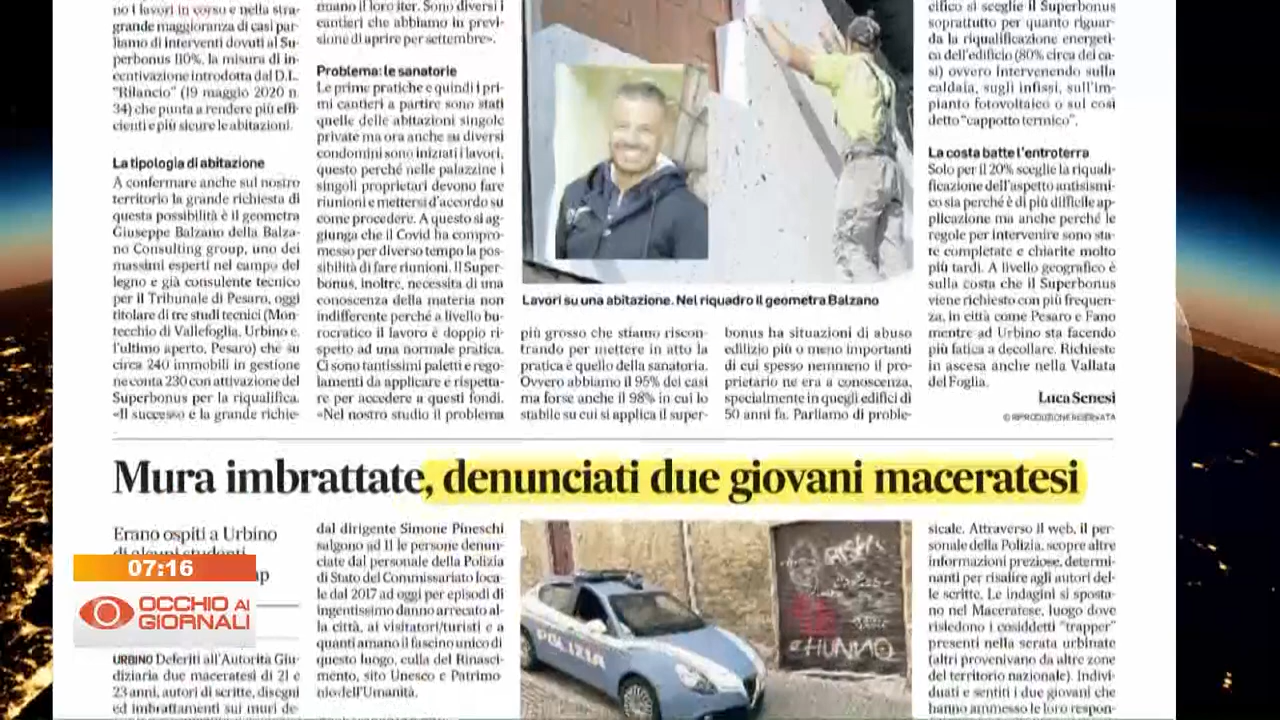 no i lavori in corso e nella stra-
grande maggioranza di casi par-
liamo di interventi dovuti al Su-
perbonus 110%, la misura di in-
centivazione introdotta dal D.L.
"Rilancio" (19 maggio 2020 n.
34) che punta a rendere più effi-
cienti e più sicure le abitazioni.
La tipologia di abitazione
A confermare anche sul nostro
territorio la grande richiesta di
questa possibilità è il geometra
Giuseppe Balzano della Balza-
no Consulting group, uno dei
massimi esperti nel campo del
legno e già consulente tecnico
per il Tribunale di Pesaro, oggi
titolare di tre studi tecnici (Mon-
tecchio di Vallefoglia, Urbino e,
l'ultimo aperto, Pesaro) che su
circa 240 immobili in gestione
ne conta 230 con attivazione del
Superbonus per la riqualifica.
«Il successo e la grande richie-
mano il loro iter. Sono diversi i
cantieri che abbiamo in previ-
sione di aprire per settembre».
Problema: le sanatorie
Le prime pratiche e quindi i pri-
mi cantieri a partire sono stati
quelle delle abitazioni singole
private ma ora anche su diversi
condomini sono iniziati i lavori,
questo perché nelle palazzine i
singoli proprietari devono fare
riunioni e mettersi d'accordo su
come procedere. A questo si ag-
giunga che il Covid ha compro-
messo per diverso tempo la pos-
sibilità di fare riunioni. Il Super-
bonus, inoltre, necessita di una
conoscenza della materia non
indifferente perché a livello bu-
rocratico il lavoro è doppio ri-
spetto ad una normale pratica.
Ci sono tantissimi paletti e rego-
lamenti da applicare e rispetta-
re per accedere a questi fondi.
«Nel nostro studio il problema
Lavori su una abitazione. Nel riquadro il geometra Balzano
più grosso che stiamo riscon-
trando per mettere in atto la
pratica è quello della sanatoria.
Ovvero abbiamo il 95% dei casi
ma forse anche il 98% in cui lo
stabile su cui si applica il super-
bonus ha situazioni di abuso
edilizio più o meno importanti
di cui spesso nemmeno il pro-
prietario ne era a conoscenza,
specialmente in quegli edifici di
50 anni fa. Parliamo di proble-
cifico si sceglie il Superbonus
soprattutto per quanto riguar-
da la riqualificazione energeti-
ca dell'edificio (80% circa dei ca-
si) ovvero intervenendo sulla
caldaia, sugli infissi, sull'im-
pianto fotovoltaico o sul così
detto "cappotto termico".
La costa batte l'entroterra
Solo per il 20% sceglie la riquali-
ficazione dell'aspetto antisismi-
co sia perché è di più difficile ap-
plicazione ma anche perché le
regole per intervenire sono sta-
te completate e chiarite molto
più tardi. A livello geografico è
sulla costa che il Superbonus
viene richiesto con più frequen-
za, in città come Pesaro e Fano
mentre ad Urbino sta facendo
più fatica a decollare. Richieste
in ascesa anche nella Vallata
del Foglia.
Luca Senesi
© RIPRODUZIONE RISERVATA
Mura imbrattate, denunciati due giovani maceratesi
Erano ospiti a Urbino
di alcuni studenti
07:16
OCCHIO AI
GIORNALI
URBINO Deferiti all'Autorità Giu-
diziaria due maceratesi di 21 e
23 anni, autori di scritte, disegni
ed imbrattamenti sui muri de-
dal dirigente Simone Pineschi
salgono ad 11 le persone denun-
ciate dal personale della Polizia
di Stato del Commissariato loca-
le dal 2017 ad oggi per episodi di
ingentissimo danno arrecato al-
la città, ai visitatori/turisti e a
quanti amano il fascino unico di
questo luogo, culla del Rinasci-
mento, sito Unesco e Patrimo
nio dell'Umanità.
POLIZIA
sicale. Attraverso il web, il per-
sonale della Polizia, scopre altre
informazioni preziose, determi-
nanti per risalire agli autori del-
le scritte. Le indagini si sposta-
no nel Maceratese, luogo dove
risiedono i cosiddetti "trapper"
presenti nella serata urbinate
(altri provenivano da altre zone
del territorio nazionale). Indivi-
duati e sentiti i due giovani che
hanno ammesso le loro respon-